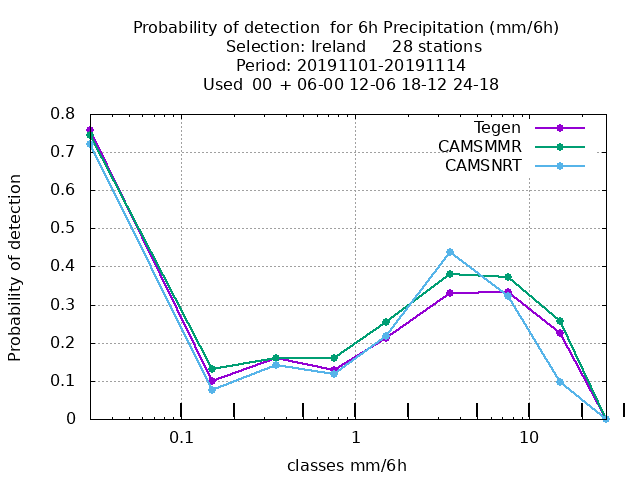 Probability of detection  for 6h Precipitation (mm/6h)
Selection: Ireland     28 stations
Period: 20191101-20191114
Used  00  + 06-00 12-06 18-12 24-18
Tegen
CAMSMMR
CAMSNRT
0.8
0.7
0.6
0.5
0.4
0.3
0.2
0.1
0
Probability of detection
0.1
1
10
classes mm/6h